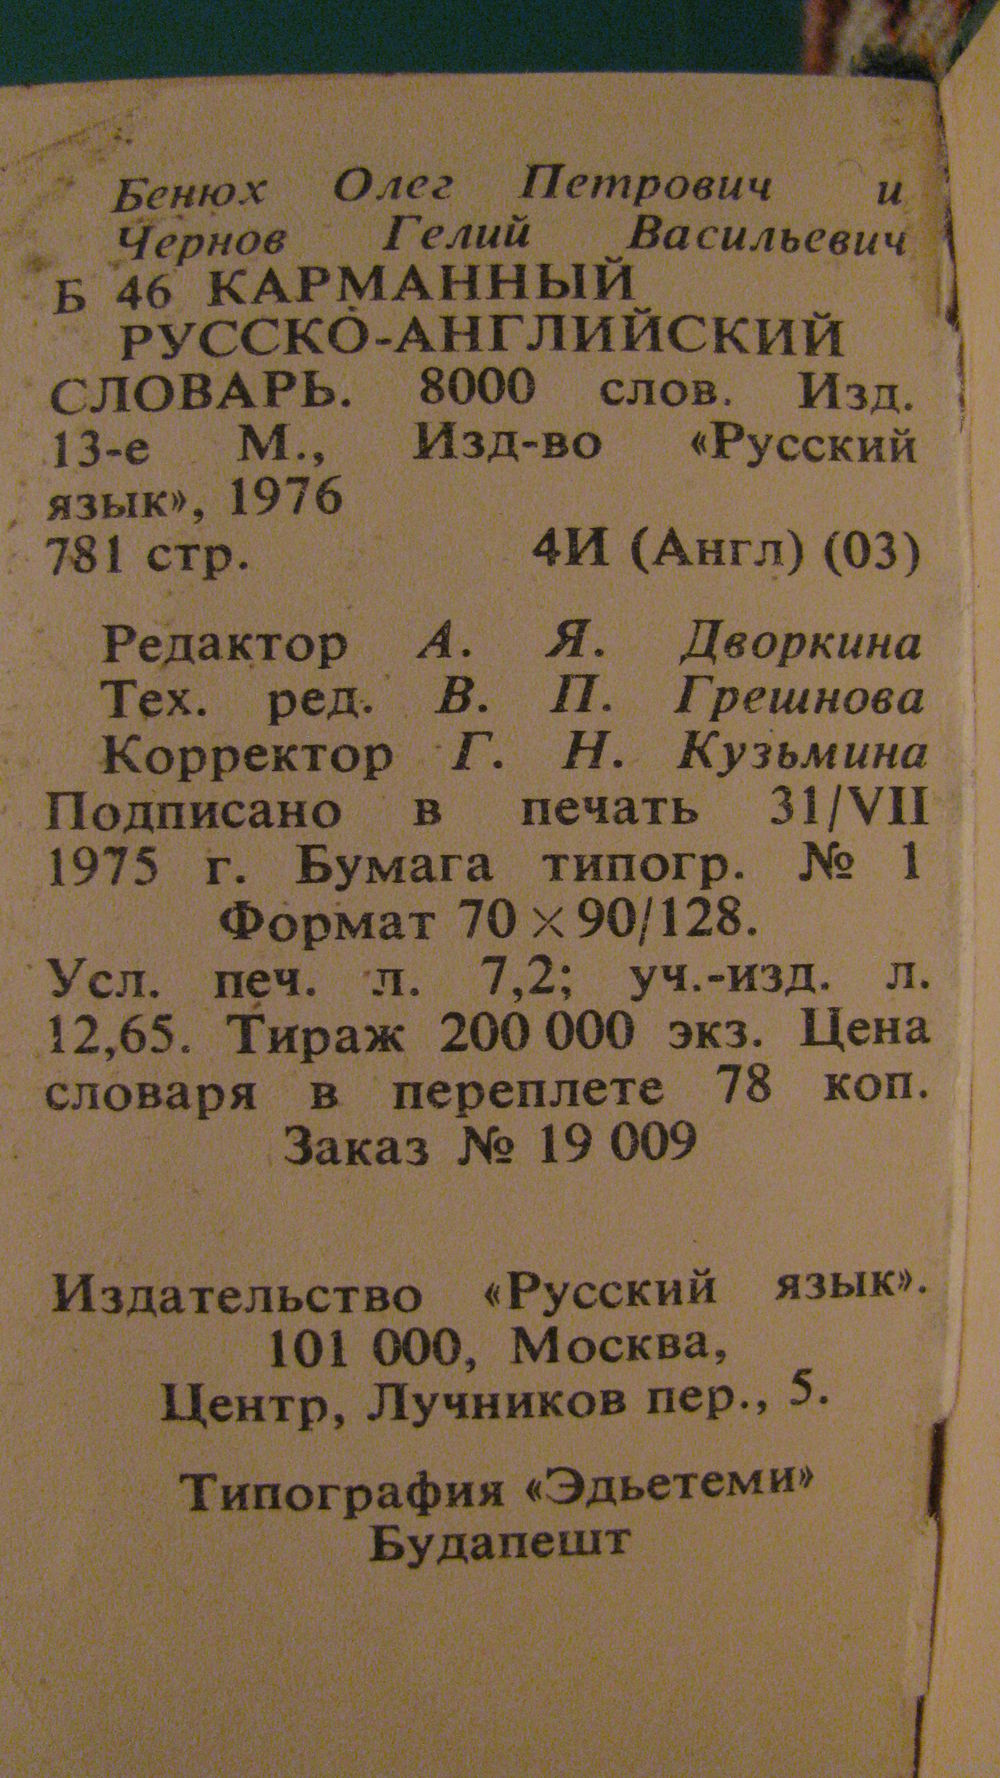 Бенюх Олег Петрович и
Чернов Гелий Васильевич
Б 46 КАРМАННЫЙ
РУССКО-АНГЛИЙСКИЙ
СЛОВАРЬ. 8000 слов. Изд.
13-е М., Изд-во «Русский
язык», 1976
781 стр. 4И (Англ) (03)
Редактор А. Я. Дворкина
Тех. ред. В. П. Грешнова
Корректор Г. Н. Кузьмина
Подписано в печать 31/VII
1975 г. Бумага типогр. № 1
Формат 70×90/128.
Усл. печ. л. 7,2; уч.-изд. л.
12,65. Тираж 200 000 экз. Цена
словаря в переплете 78 коп.
Заказ № 19 009
Издательство «Русский язык».
101 000, Москва,
Центр, Лучников пер., 5.
Типография «Эдьетеми»
Будапешт